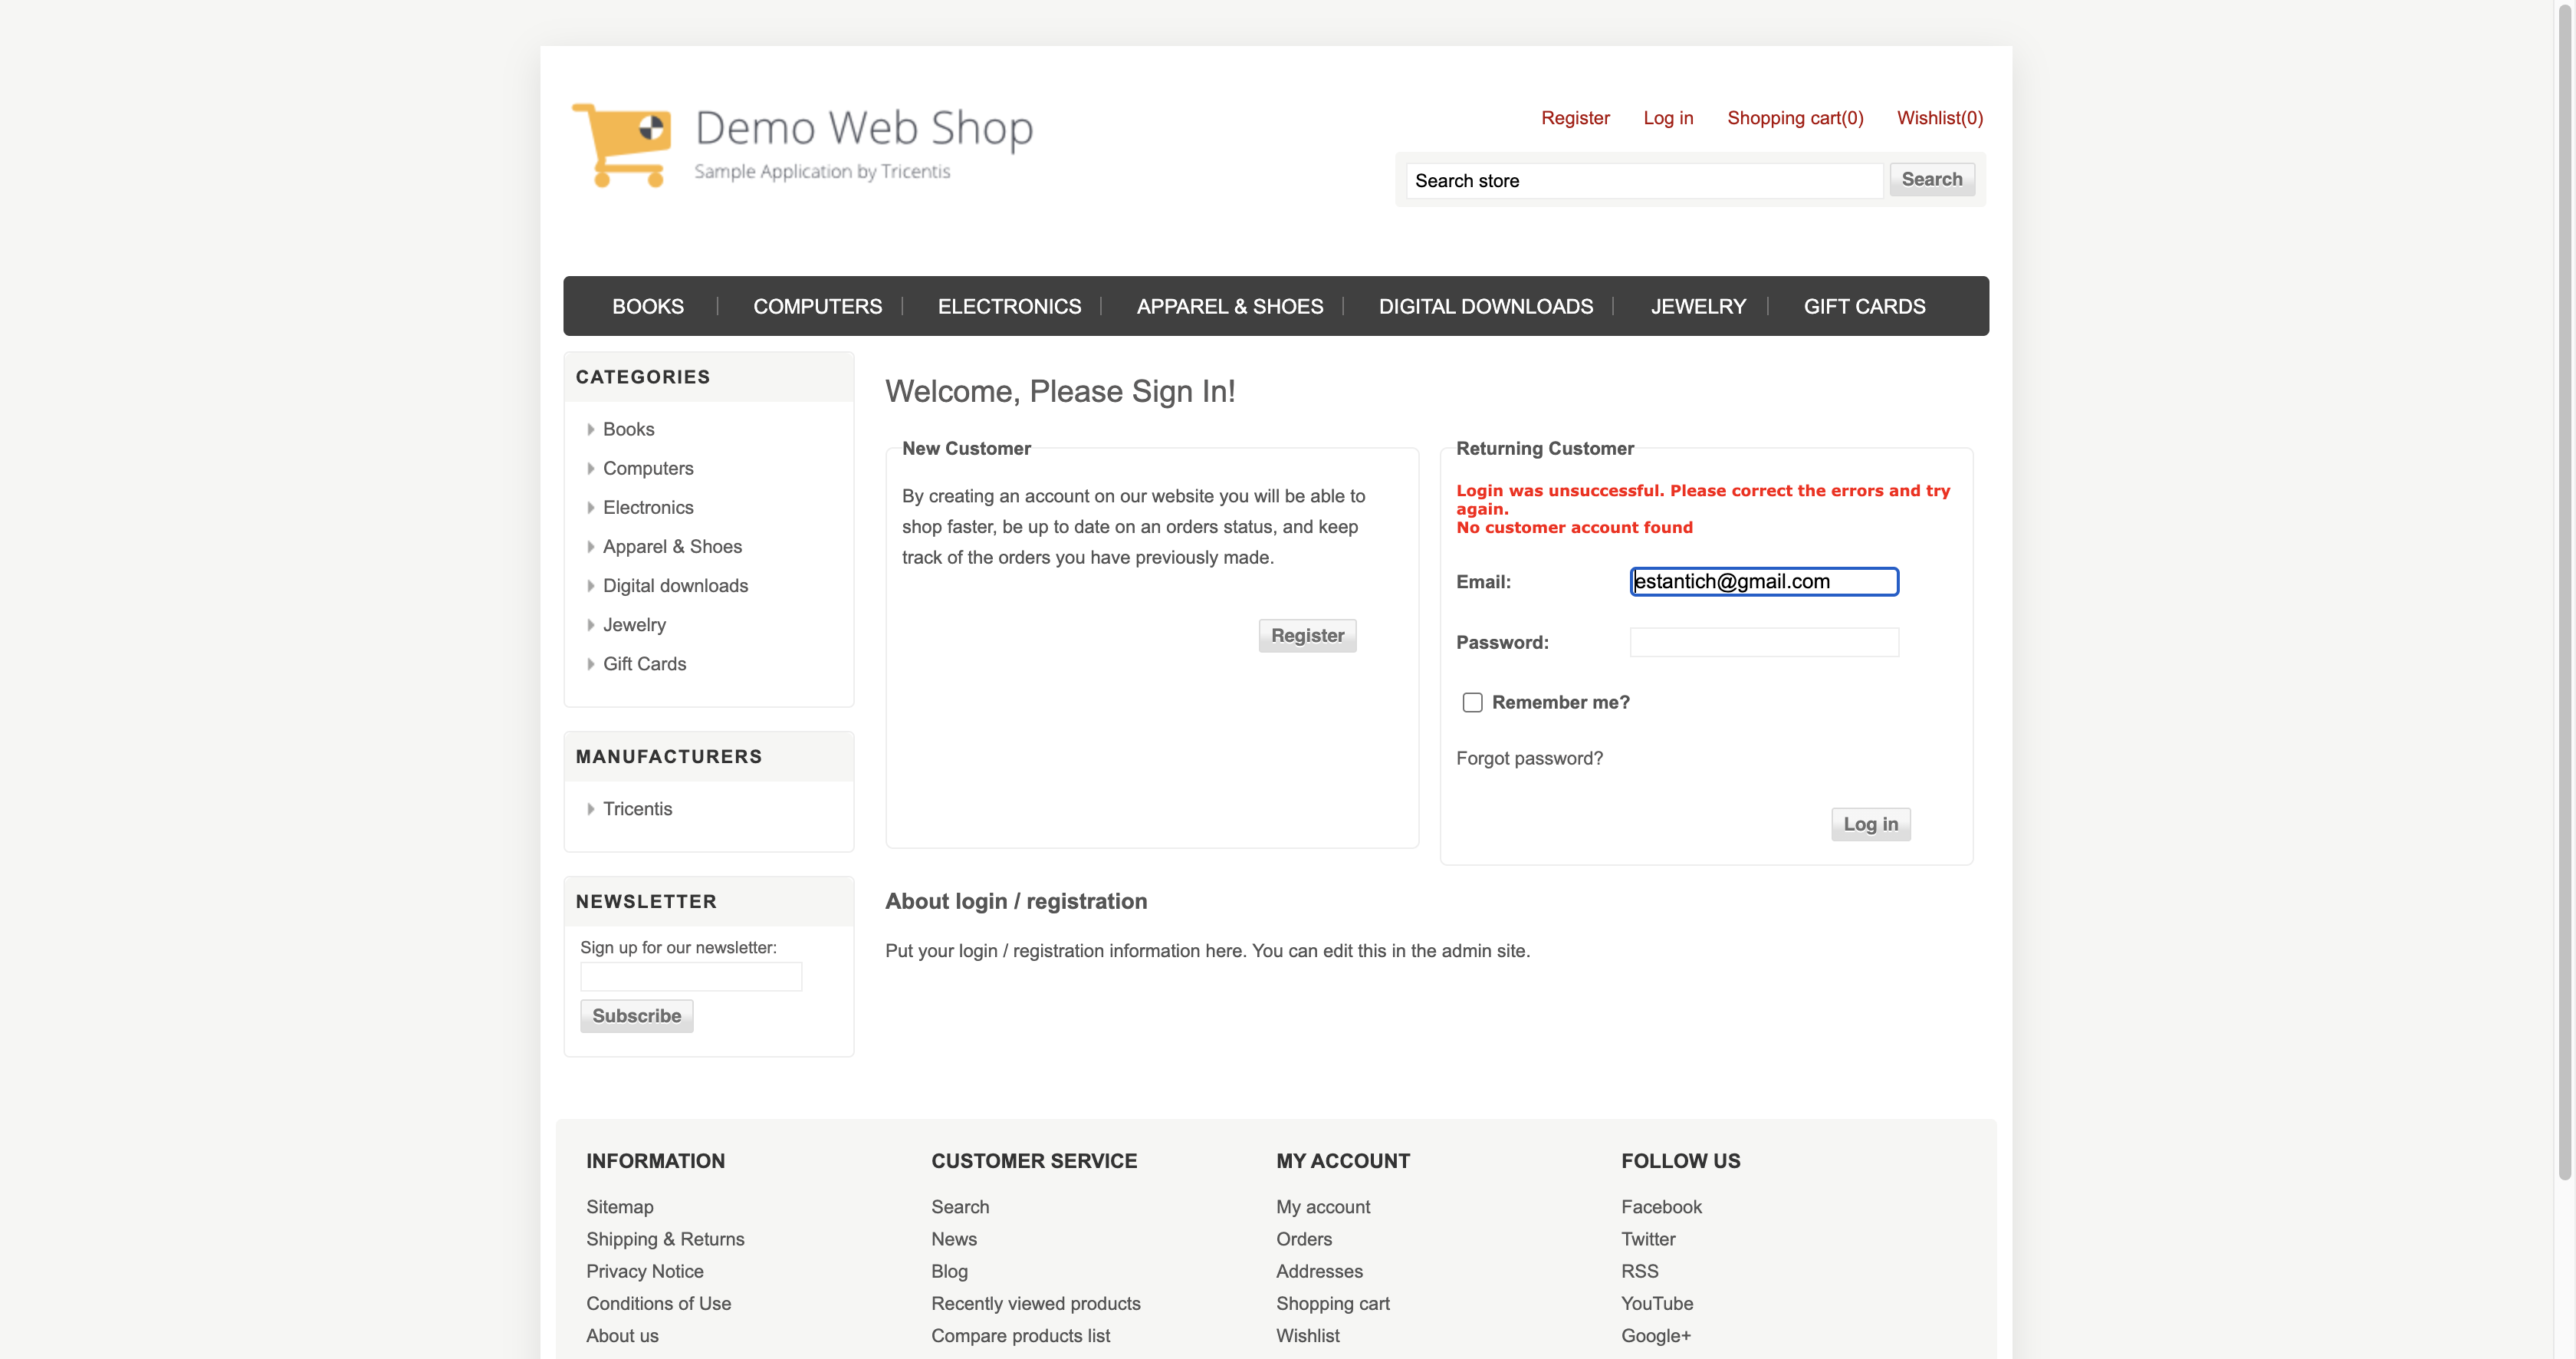 Demo Web Shop
Sample Application by Tricentis
Register Log in Shopping cart(0) Wishlist(0)
Search store Search
BOOKS COMPUTERS ELECTRONICS APPAREL & SHOES DIGITAL DOWNLOADS JEWELRY GIFT CARDS
CATEGORIES
Books
Computers
Electronics
Apparel & Shoes
Digital downloads
Jewelry
Gift Cards
MANUFACTURERS
Tricentis
NEWSLETTER
Sign up for our newsletter:
Subscribe
Welcome, Please Sign In!
New Customer
By creating an account on our website you will be able to
shop faster, be up to date on an orders status, and keep
track of the orders you have previously made.
Register
Returning Customer
Login was unsuccessful. Please correct the errors and try
again.
No customer account found
Email: estantich@gmail.com
Password:
Remember me?
Forgot password?
Log in
About login / registration
Put your login / registration information here. You can edit this in the admin site.
INFORMATION
Sitemap
Shipping & Returns
Privacy Notice
Conditions of Use
About us
CUSTOMER SERVICE
Search
News
Blog
Recently viewed products
Compare products list
MY ACCOUNT
My account
Orders
Addresses
Shopping cart
Wishlist
FOLLOW US
Facebook
Twitter
RSS
YouTube
Google+